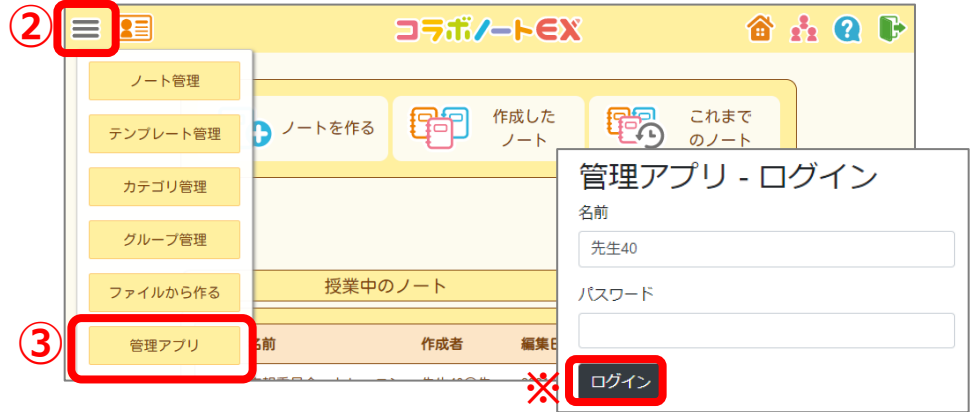 ②
コラボノートEX
ノート管理
テンプレート管理
カテゴリ管理
グループ管理
ファイルから作る
③
管理アプリ
ノートを作る
作成した
ノート
これまで
のノート
授業中のノート
名前 作成者 編集
管理アプリ - ログイン
名前
先生40
パスワード
※
ログイン